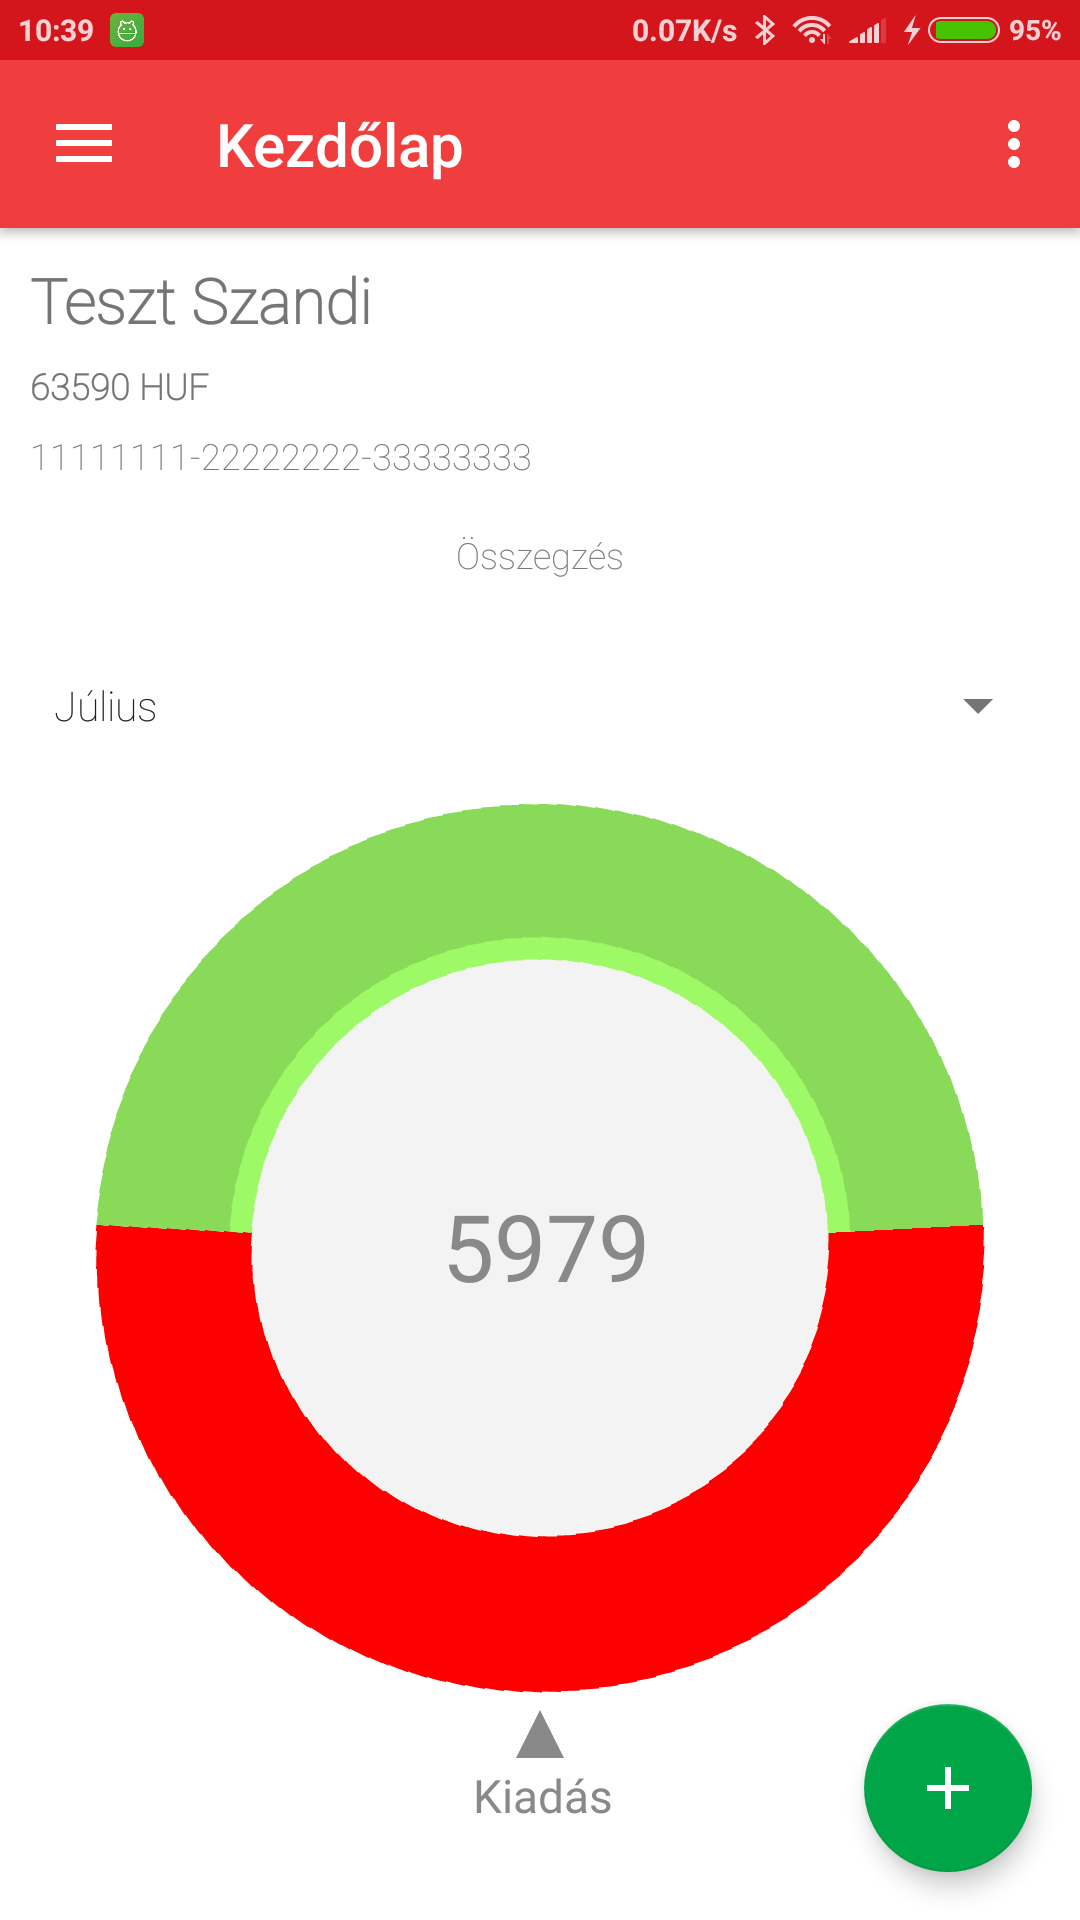 10:39 0.07K/s 95%
Kezdőlap
Teszt Szandi
63590 HUF
11111111-22222222-33333333
Összegzés
Július
5979
Kiadás